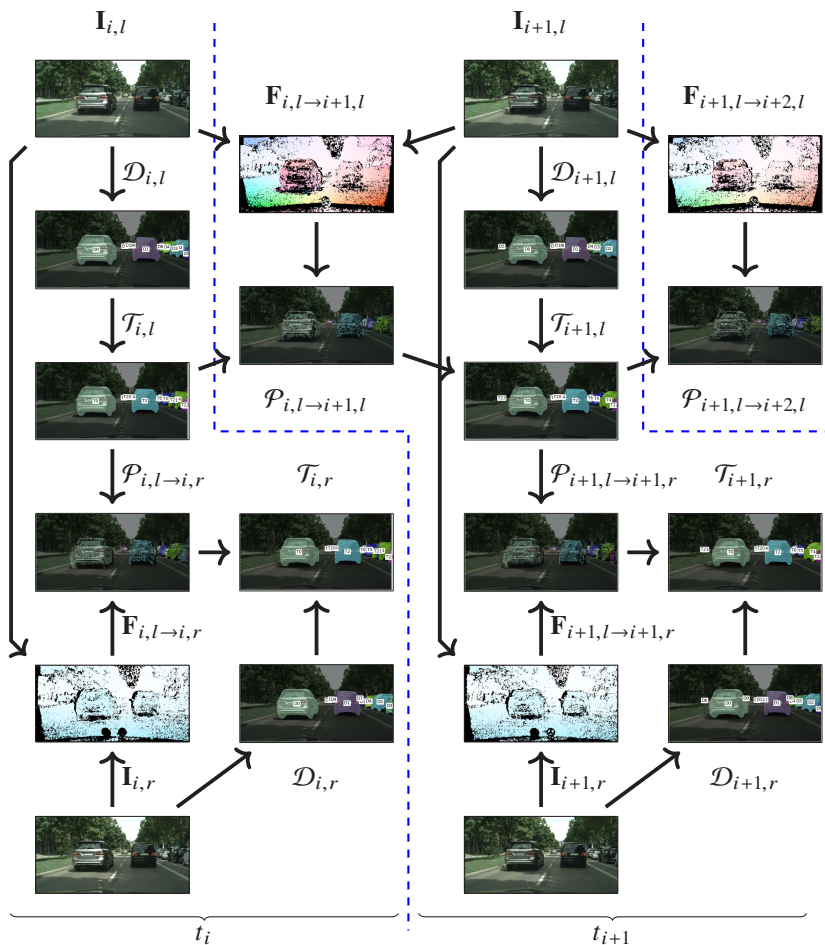 𝐈_{i,l}
𝐈_{i+1,l}
𝐅_{i,l→i+1,l}
𝐅_{i+1,l→i+2,l}
𝒟_{i,l}
𝒟_{i+1,l}
𝒯_{i,l}
𝒯_{i+1,l}
𝒫_{i,l→i+1,l}
𝒫_{i+1,l→i+2,l}
𝒫_{i,l→i,r}
𝒯_{i,r}
𝒫_{i+1,l→i+1,r}
𝒯_{i+1,r}
𝐅_{i,l→i,r}
𝐅_{i+1,l→i+1,r}
𝐈_{i,r}
𝒟_{i,r}
𝐈_{i+1,r}
𝒟_{i+1,r}
t_i
t_{i+1}